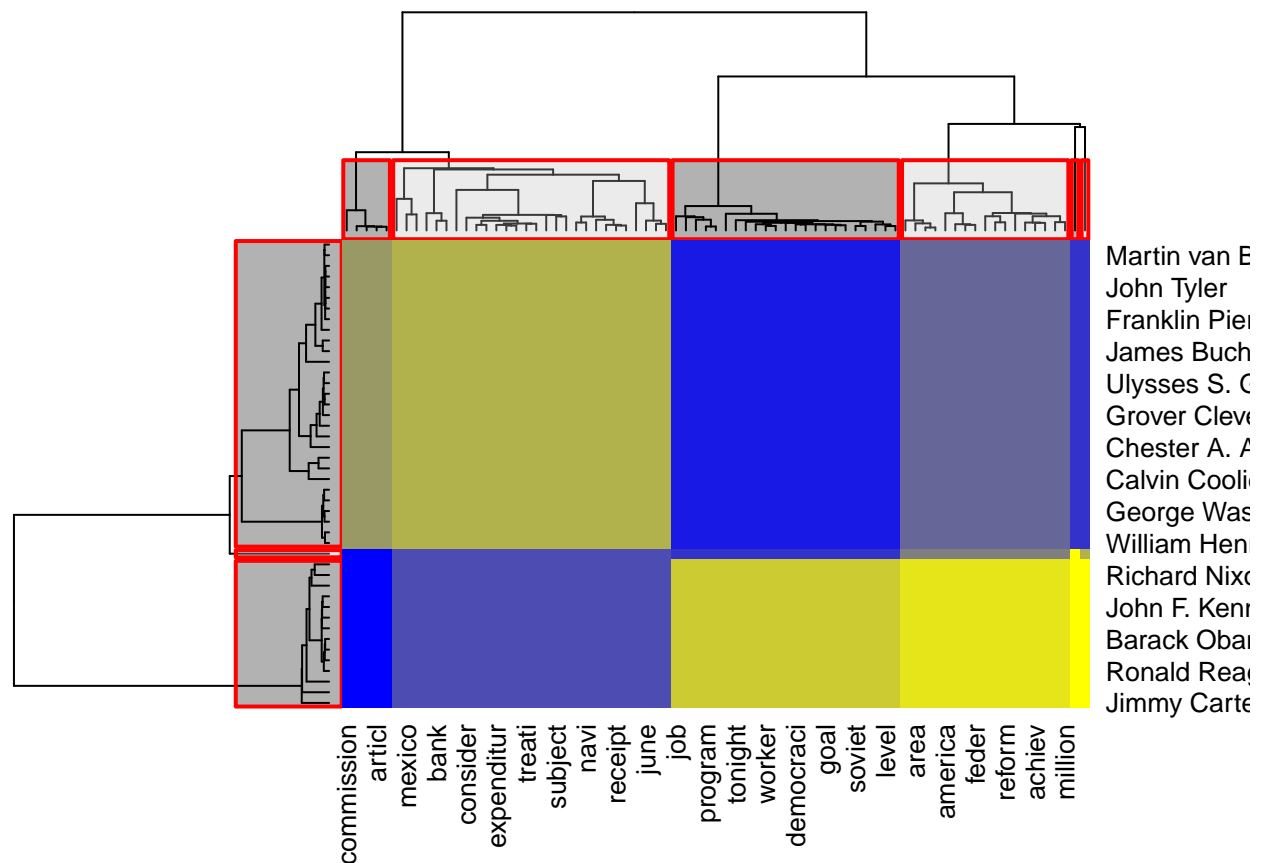 Martin van B
John Tyler
Franklin Pier
James Buch
Ulysses S. G
Grover Cleve
Chester A. A
Calvin Coolid
George Was
William Henr
Richard Nixo
John F. Kenn
Barack Obar
Ronald Reag
Jimmy Carte
commission
articl
mexico
bank
consider
expenditur
treati
subject
navi
receipt
june
job
program
tonight
worker
democraci
goal
soviet
level
area
america
feder
reform
achiev
million